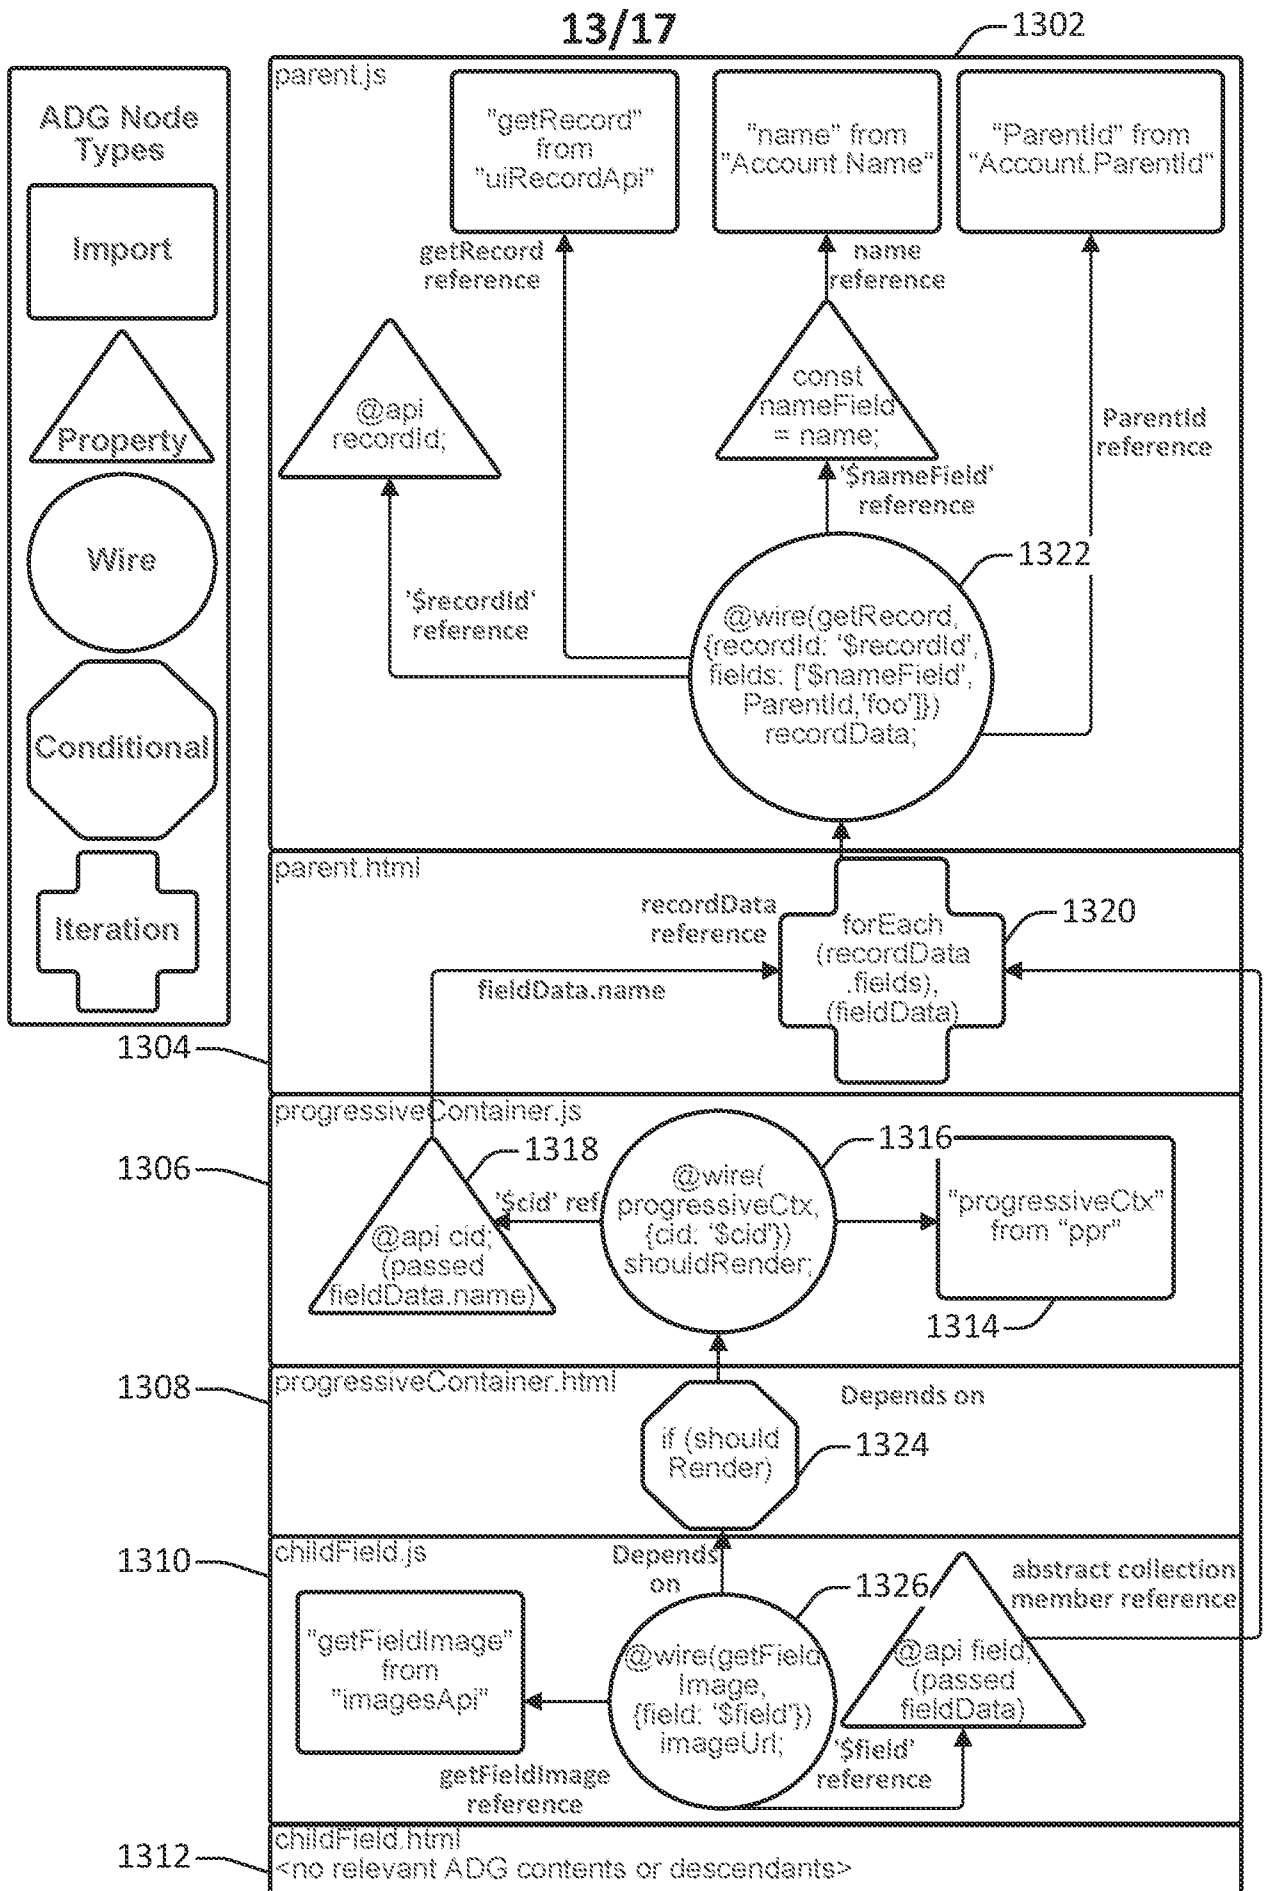 13/17
1302
ADG Node
Types
Import
Property
Wire
Conditional
Iteration
parent.js
"getRecord"
from
"uiRecordApi"
"name" from
"Account.Name"
"ParentId" from
"Account.ParentId"
getRecord
reference
name
reference
@api
recordId;
const
nameField
= name;
ParentId
reference
'$nameField'
reference
1322
'$recordId'
reference
@wire(getRecord,
{recordId: '$recordId',
fields: ['$nameField',
ParentId,'foo']})
recordData;
parent.html
recordData
reference
1320
forEach
(recordData
.fields),
(fieldData)
fieldData.name
1304
progressiveContainer.js
1306
1318
1316
'$cid' ref
@api cid;
(passed
fieldData.name)
@wire(
progressiveCtx,
{cid: '$cid'})
shouldRender;
"progressiveCtx"
from "ppr"
1314
1308
progressiveContainer.html
Depends on
if (should
Render)
1324
1310
childField.js
Depends
on
1326
abstract collection
member reference
"getFieldImage"
from
"imagesApi"
@wire(getField
Image,
{field: '$field'})
imageUrl;
@api field;
(passed
fieldData)
getFieldImage
reference
'$field'
reference
1312
childField.html
<no relevant ADG contents or descendants>